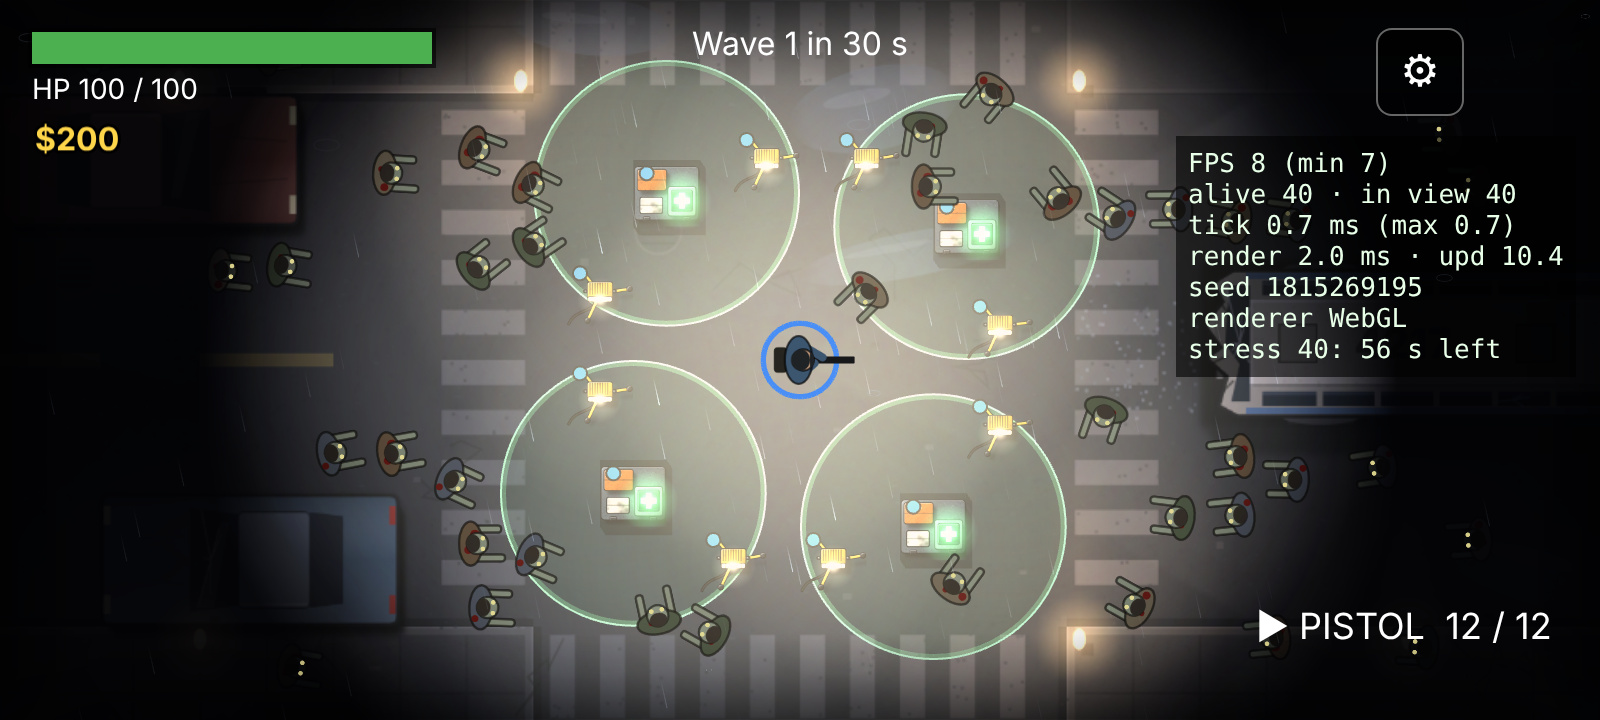 Wave 1 in 30 s
HP 100 / 100
$200
FPS 8 (min 7)
alive 40 · in view 40
tick 0.7 ms (max 0.7)
render 2.0 ms · upd 10.4
seed 1815269195
renderer WebGL
stress 40: 56 s left
PISTOL 12 / 12